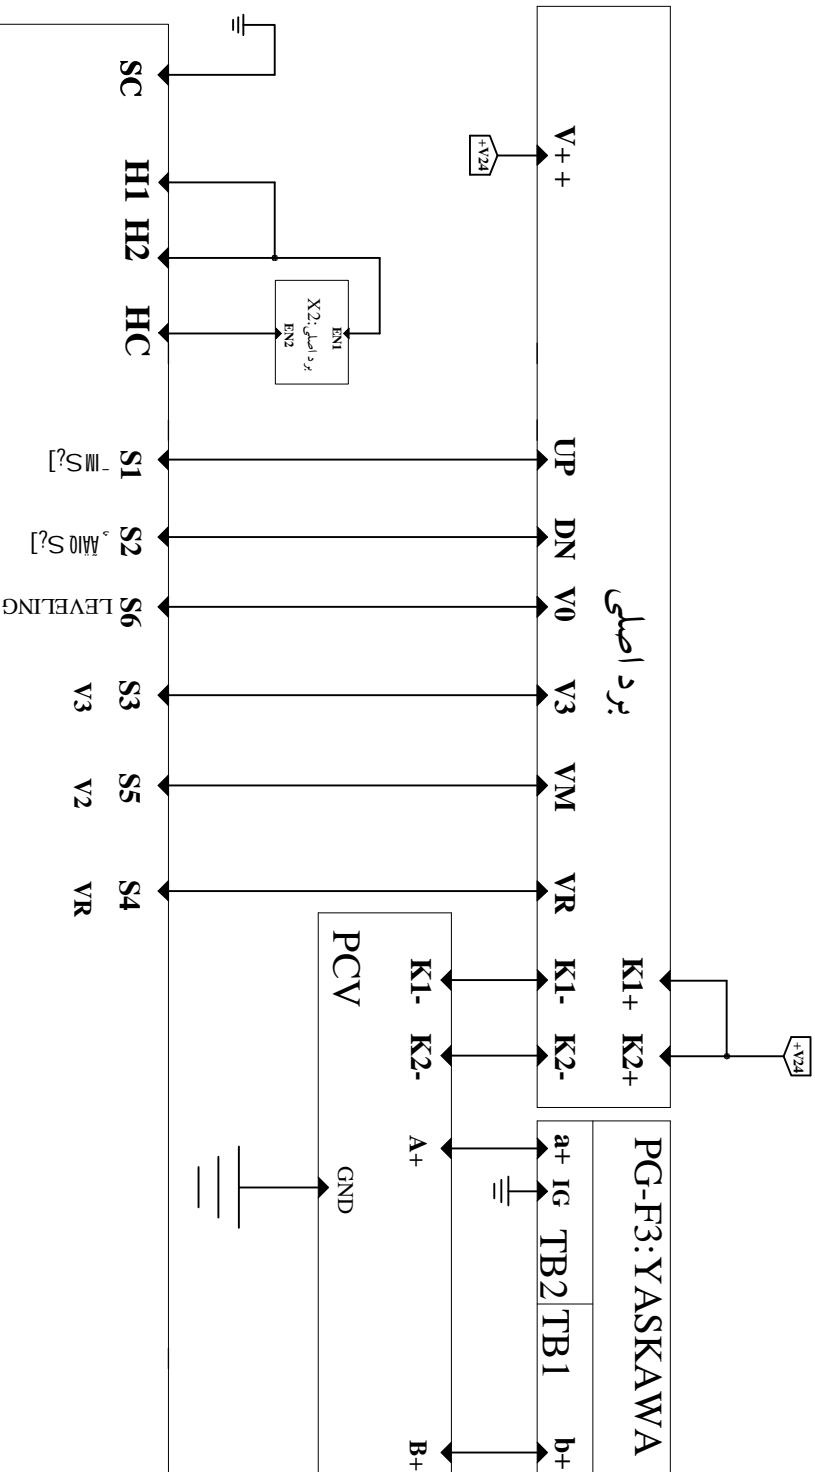 PG-F3:YASKAWA
+V24
K1+ K2+
برد اصلی
V++ UP DN V0 V3 VM VR K1- K2- a+ IG TB2 TB1 b+
+V24
K1- K2- A+ B+
PCV
GND
EN1
برد اصلی:X2
EN2
SC H1 H2 HC S1 S2 S6 S3 S5 S4
LEVELING
V3 V2 VR